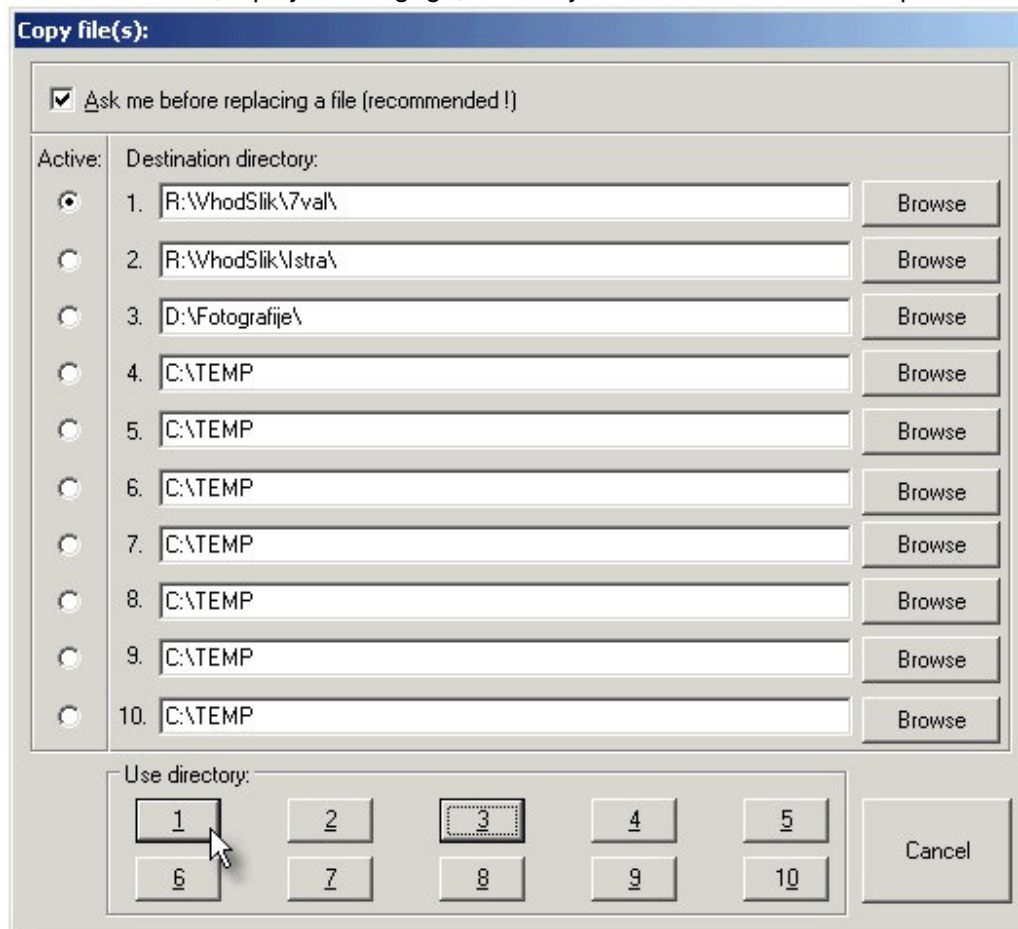 Copy file(s):
Ask me before replacing a file (recommended !)
Active: Destination directory:
1. R:\VhodSlik\7val\ Browse
2. R:\VhodSlik\Istra\ Browse
3. D:\Fotografije\ Browse
4. C:\TEMP Browse
5. C:\TEMP Browse
6. C:\TEMP Browse
7. C:\TEMP Browse
8. C:\TEMP Browse
9. C:\TEMP Browse
10. C:\TEMP Browse
Use directory:
1 2 3 4 5
6 7 8 9 10
Cancel